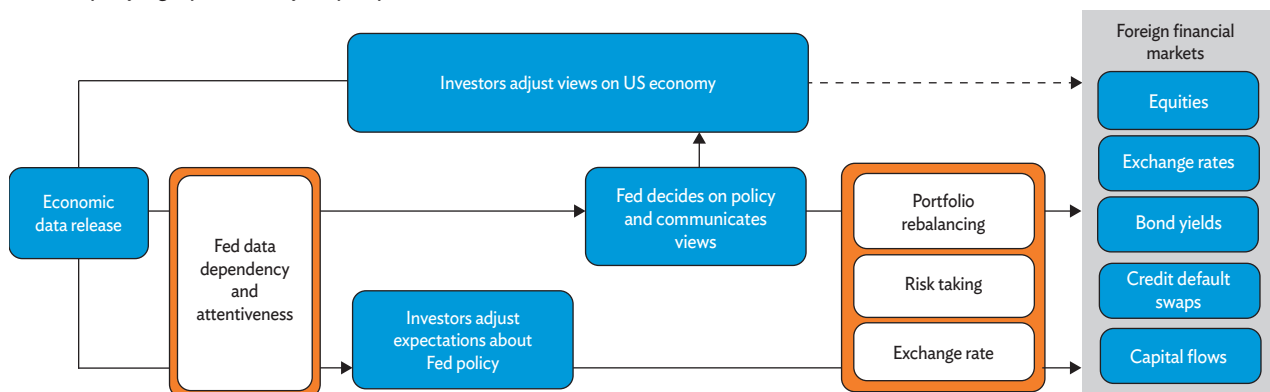 Foreign financial
markets
Investors adjust views on US economy
Equities
Exchange rates
Economic
data release
Fed data
dependency
and
attentiveness
Fed decides on policy
and communicates
views
Portfolio
rebalancing
Bond yields
Risk taking
Credit default
swaps
Investors adjust
expectations about
Fed policy
Exchange rate
Capital flows